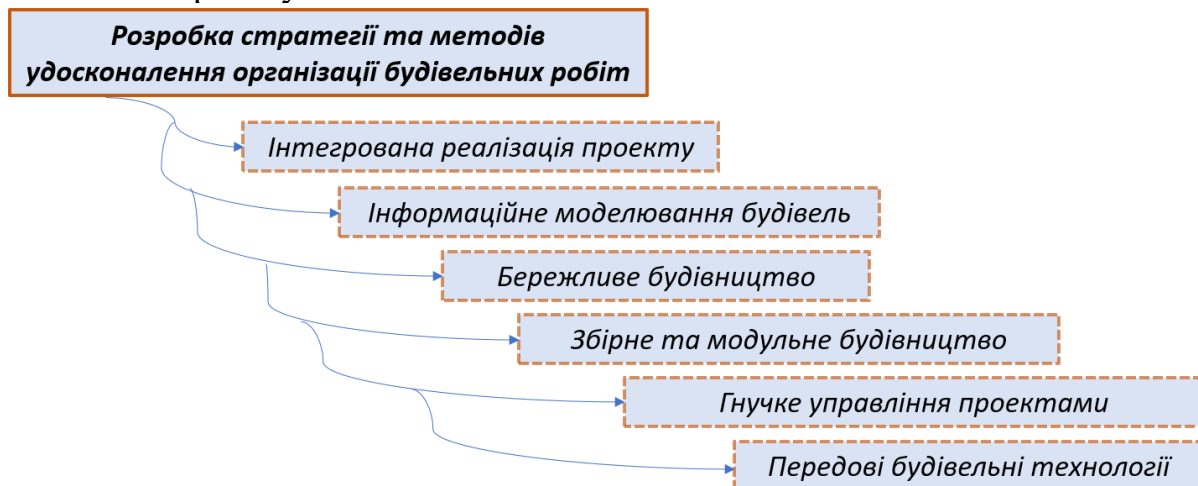 Розробка стратегії та методів
удосконалення організації будівельних робіт
Інтегрована реалізація проекту
Інформаційне моделювання будівель
Бережливе будівництво
Збірне та модульне будівництво
Гнучке управління проектами
Передові будівельні технології